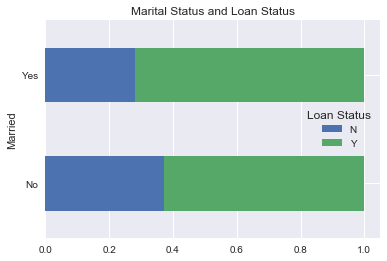 Marital Status and Loan Status
Yes
No
Married
Loan Status
N
Y
0.0 0.2 0.4 0.6 0.8 1.0